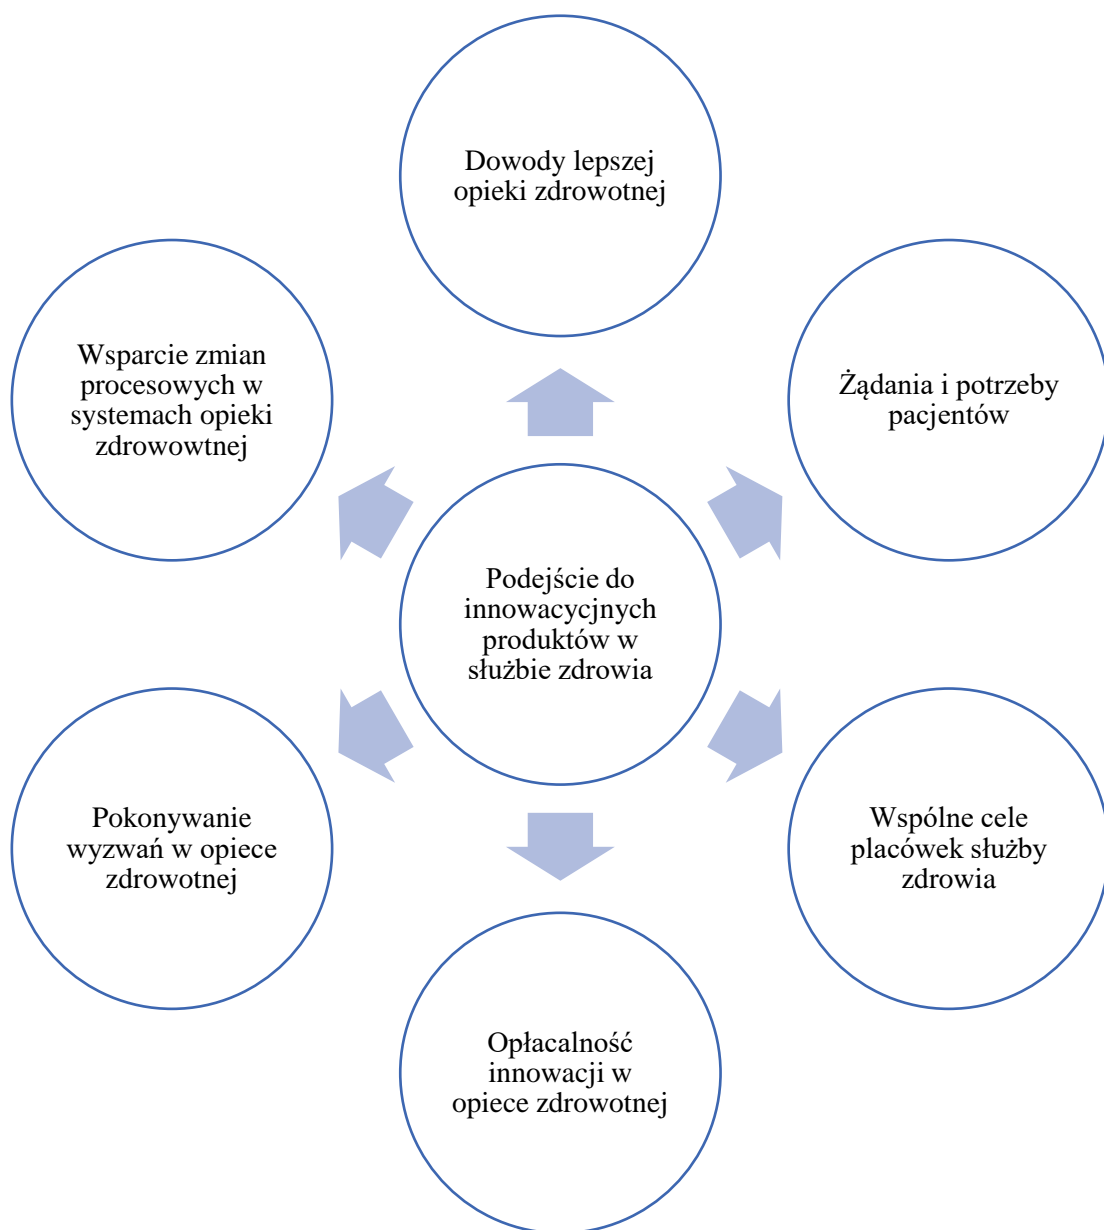 Dowody lepszej
opieki zdrowotnej
Wsparcie zmian
procesowych w
systemach opieki
zdrowowtnej
Żądania i potrzeby
pacjentów
Podejście do
innowacycjnych
produktów w
służbie zdrowia
Pokonywanie
wyzwań w opiece
zdrowotnej
Wspólne cele
placówek służby
zdrowia
Opłacalność
innowacji w
opiece zdrowotnej